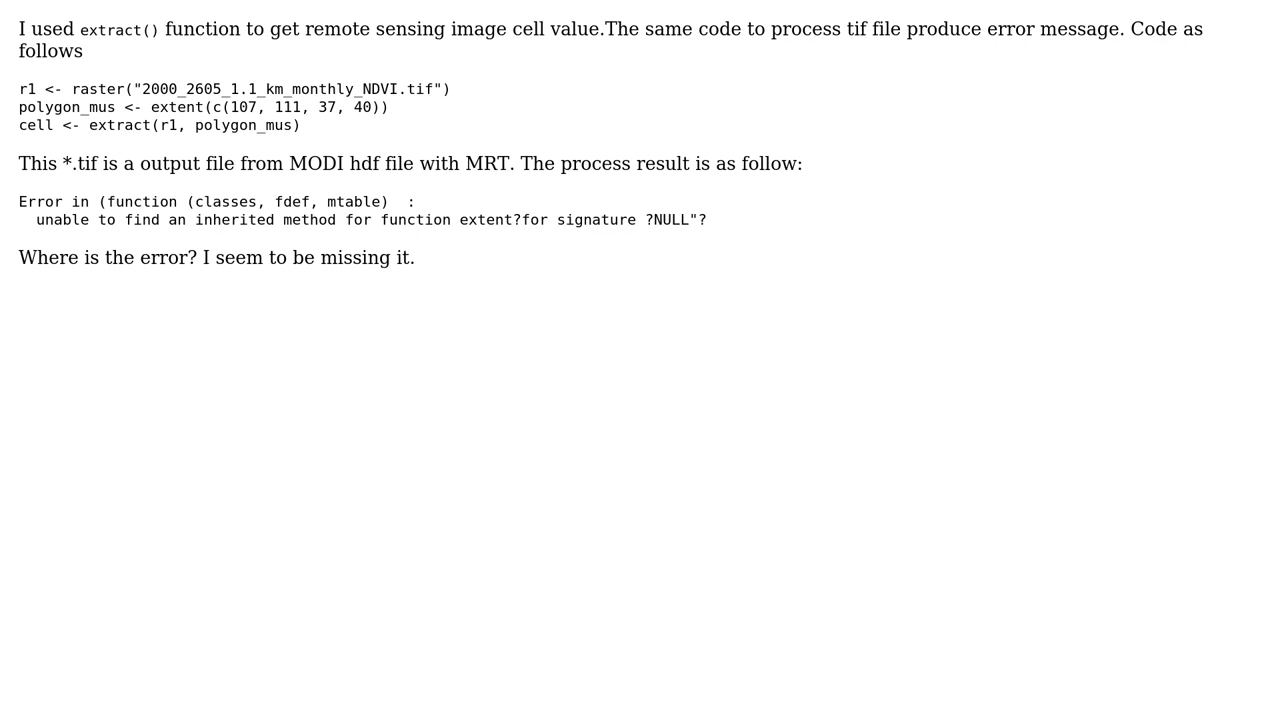 I used extract() function to get remote sensing image cell value.The same code to process tif file produce error message. Code as
follows
r1 <- raster("2000_2605_1.1_km_monthly_NDVI.tif")
polygon_mus <- extent(c(107, 111, 37, 40))
cell <- extract(r1, polygon_mus)
This *.tif is a output file from MODI hdf file with MRT. The process result is as follow:
Error in (function (classes, fdef, mtable)  :
  unable to find an inherited method for function extent?for signature ?NULL"?
Where is the error? I seem to be missing it.